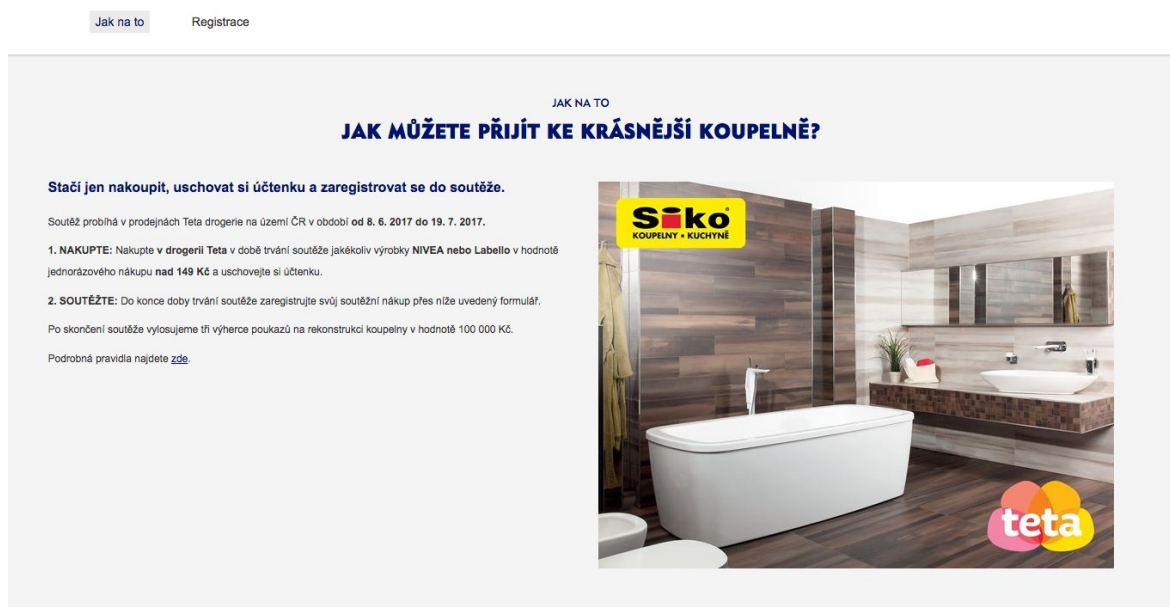 Jak na to
Registrace
JAK NA TO
JAK MŮŽETE PŘIJÍT KE KRÁSNĚJŠÍ KOUPELNĚ?
Stačí jen nakoupit, uschovat si účtenku a zaregistrovat se do soutěže.
Soutěž probíhá v prodejnách Teta drogerie na území ČR v období od 8. 6. 2017 do 19. 7. 2017.
1. NAKUPTE: Nakupte v drogerii Teta v době trvání soutěže jakékoliv výrobky NIVEA nebo Labello v hodnotě
jednorázového nákupu nad 149 Kč a uschovejte si účtenku.
2. SOUTĚŽTE: Do konce doby trvání soutěže zaregistrujte svůj soutěžní nákup přes níže uvedený formulář.
Po skončení soutěže vylosujeme tři výherce poukazů na rekonstrukci koupelny v hodnotě 100 000 Kč.
Podrobná pravidla najdete zde.
Siko
KOUPELNY • KUCHYNĚ
teta